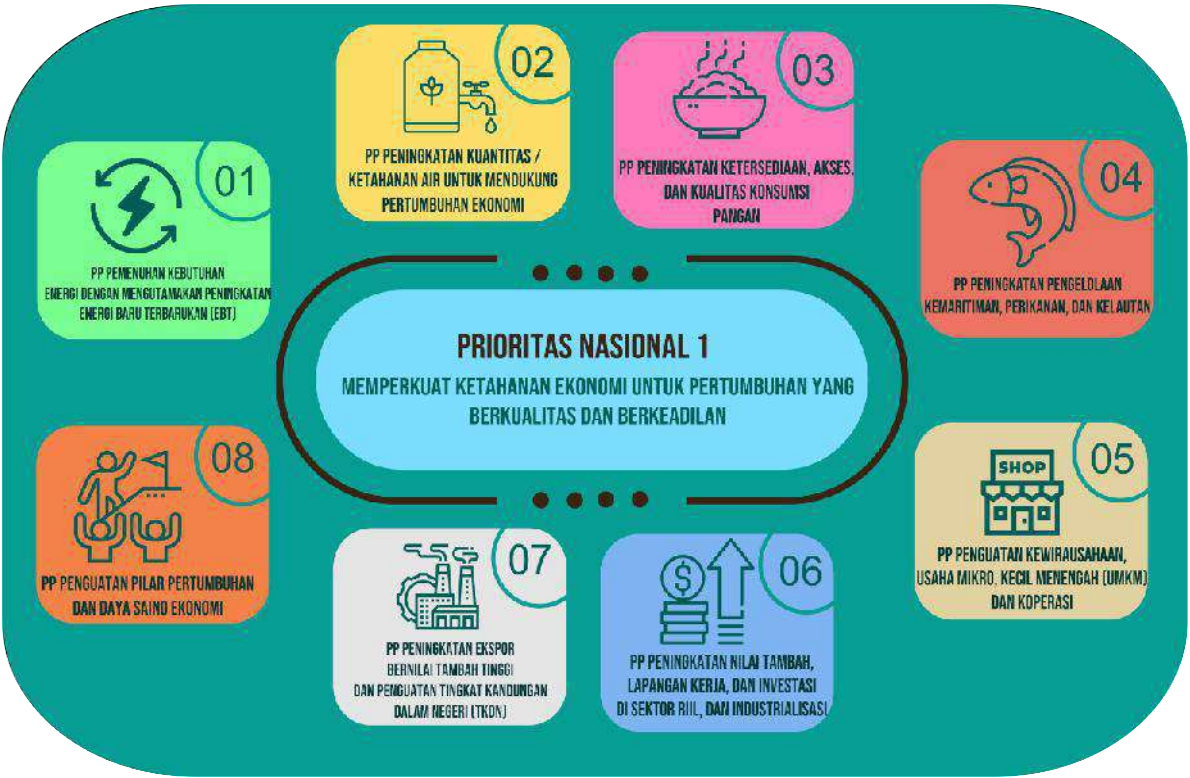 PRIORITAS NASIONAL 1
MEMPERKUAT KETAHANAN EKONOMI UNTUK PERTUMBUHAN YANG
BERKUALITAS DAN BERKEADILAN
01
PP PEMENUHAN KEBUTUHAN
ENERGI DENGAN MENGUTAMAKAN PENINGKATAN
ENERGI BARU TERBARUKAN (EBT)
02
PP PENINGKATAN KUANTITAS /
KETAHANAN AIR UNTUK MENDUKUNG
PERTUMBUHAN EKONOMI
03
PP PENINGKATAN KETERSEDIAAN, AKSES,
DAN KUALITAS KONSUMSI
PANGAN
04
PP PENINGKATAN PENGELOLAAN
KEMARITIMAN, PERIKANAN, DAN KELAUTAN
05
SHOP
PP PENGUATAN KEWIRAUSAHAAN,
USAHA MIKRO, KECIL MENENGAH (UMKM)
DAN KOPERASI
06
$
PP PENINGKATAN NILAI TAMBAH,
LAPANGAN KERJA, DAN INVESTASI
DI SEKTOR RIIL, DAN INDUSTRIALISASI
07
PP PENINGKATAN EKSPOR
BERNILAI TAMBAH TINGGI
DAN PENGUATAN TINGKAT KANDUNGAN
DALAM NEGERI (TKDN)
08
PP PENGUATAN PILAR PERTUMBUHAN
DAN DAYA SAING EKONOMI